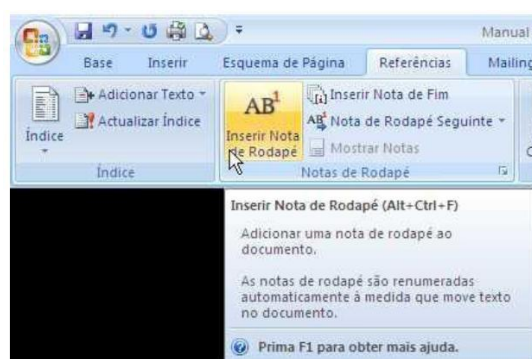 Manual
Base Inserir Esquema de Página Referências Mailing
Índice
Adicionar Texto
Actualizar Índice
Índice
AB¹
Inserir Nota
de Rodapé
Inserir Nota de Fim
AB Nota de Rodapé Seguinte
Mostrar Notas
Notas de Rodapé
Inserir Nota de Rodapé (Alt+Ctrl+F)
Adicionar uma nota de rodapé ao
documento.
As notas de rodapé são renumeradas
automaticamente à medida que move texto
no documento.
Prima F1 para obter mais ajuda.